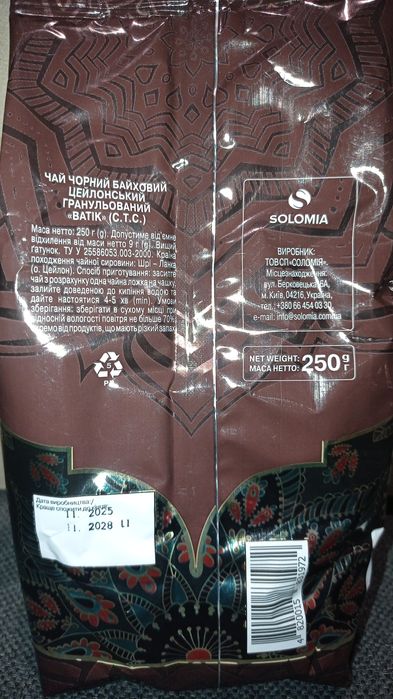 ЧАЙ ЧОРНИЙ БАЙХОВИЙ
ЦЕЙЛОНСЬКИЙ
ГРАНУЛЬОВАНИЙ
«BATIK» (С.Т.С.)
Маса нетто: 250 г (g). Допустиме від'ємне
відхилення від маси нетто 9 г (g). Вищий
ґатунок. ТУ У 25586053.003-2000. Країна
походження чайної сировини: Шрі – Ланка
(о. Цейлон). Спосіб приготування: засипте
чай з розрахунку одна чайна ложка на чашку,
залийте доведеною до кипіння водою та
дайте настоятися 4-5 хв (min). Умови
зберігання: зберігати в сухому місці при
відносній вологості повітря не більше 70%,
окремо від продуктів, що мають різкий запах.
5
SOLOMIA
ВИРОБНИК:
ТОВСП«СОЛОМІЯ».
Місцезнаходження:
вул. Берковецька, 6А,
м. Київ, 04216, Україна,
тел.: +380 66 454 03 30
e-mail: info@solomia.com.ua
NET WEIGHT:
МАСА НЕТТО: 250 g г
Дата виробництва /
Краще спожити до
11. 2025
11. 2028 L1
4 820015